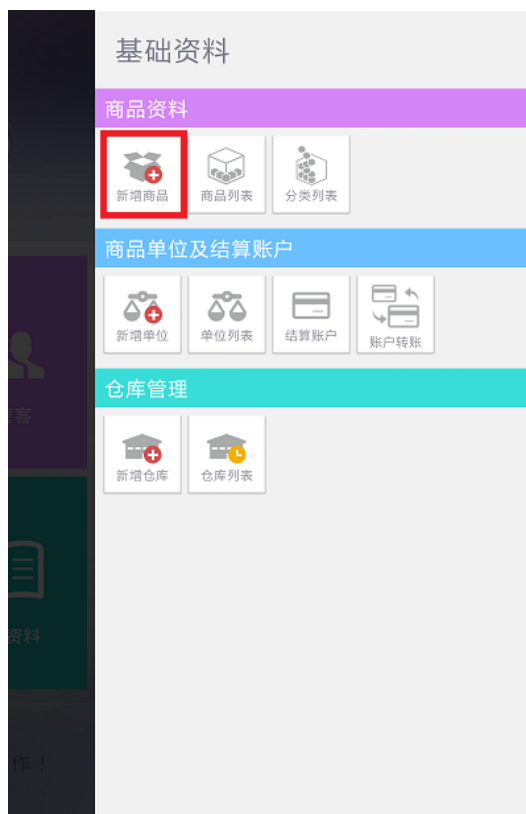 基础资料
商品资料
新增商品 商品列表 分类列表
商品单位及结算账户
新增单位 单位列表 结算账户 账户转账
仓库管理
新增仓库 仓库列表
客
资料
作！